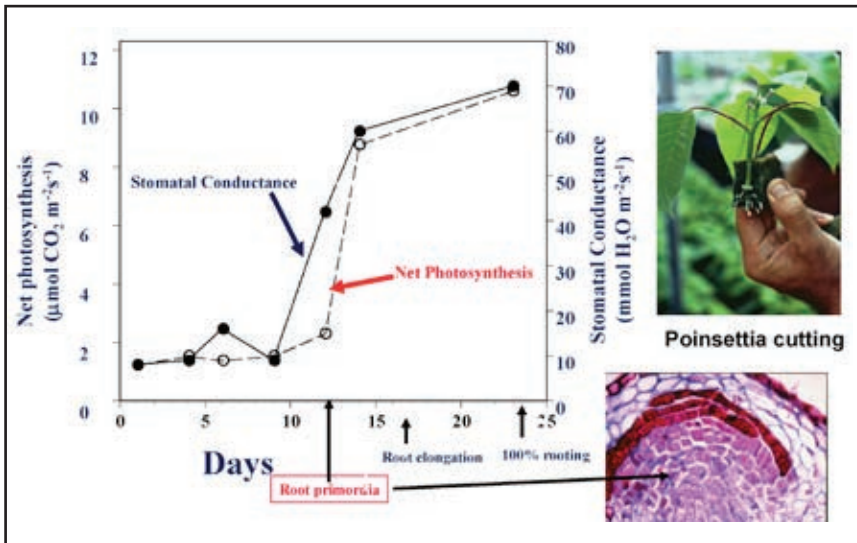 12
10
8
6
4
2
0
Net photosynthesis
(μmol CO₂ m⁻²s⁻¹)
Stomatal Conductance
Net Photosynthesis
80
70
60
50
40
30
20
10
0
Stomatal Conductance
(mmol H₂O m⁻²s⁻¹)
0 5 10 15 20 25
Days
Root elongation
100% rooting
Root primordia
Poinsettia cutting